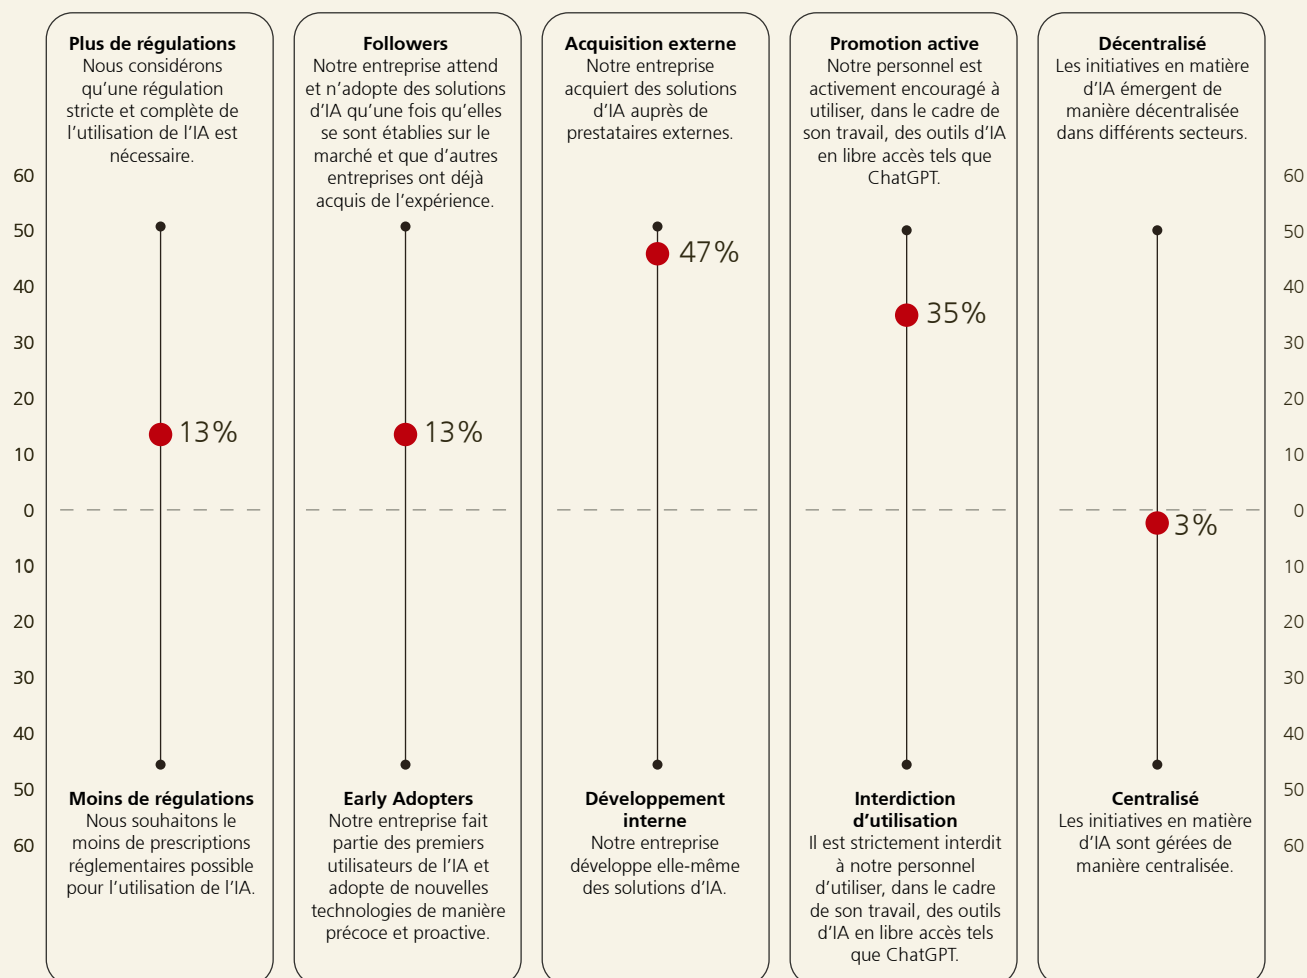 Plus de régulations
Nous considérons
qu’une régulation
stricte et complète de
l’utilisation de l’IA est
nécessaire.
Followers
Notre entreprise attend
et n’adopte des solutions
d’IA qu’une fois qu’elles
se sont établies sur le
marché et que d’autres
entreprises ont déjà
acquis de l’expérience.
Acquisition externe
Notre entreprise
acquiert des solutions
d’IA auprès de
prestataires externes.
Promotion active
Notre personnel est
activement encouragé à
utiliser, dans le cadre de
son travail, des outils d’IA
en libre accès tels que
ChatGPT.
Décentralisé
Les initiatives en matière
d’IA émergent de
manière décentralisée
dans différents secteurs.
60
50
40
30
20
10
0
10
20
30
40
50
60
13%
13%
47%
35%
3%
60
50
40
30
20
10
0
10
20
30
40
50
60
Moins de régulations
Nous souhaitons le
moins de prescriptions
réglementaires possible
pour l’utilisation de l’IA.
Early Adopters
Notre entreprise fait
partie des premiers
utilisateurs de l’IA et
adopte de nouvelles
technologies de manière
précoce et proactive.
Développement
interne
Notre entreprise
développe elle-même
des solutions d’IA.
Interdiction
d’utilisation
Il est strictement interdit
à notre personnel
d’utiliser, dans le cadre
de son travail, des outils
d’IA en libre accès tels
que ChatGPT.
Centralisé
Les initiatives en matière
d’IA sont gérées de
manière centralisée.